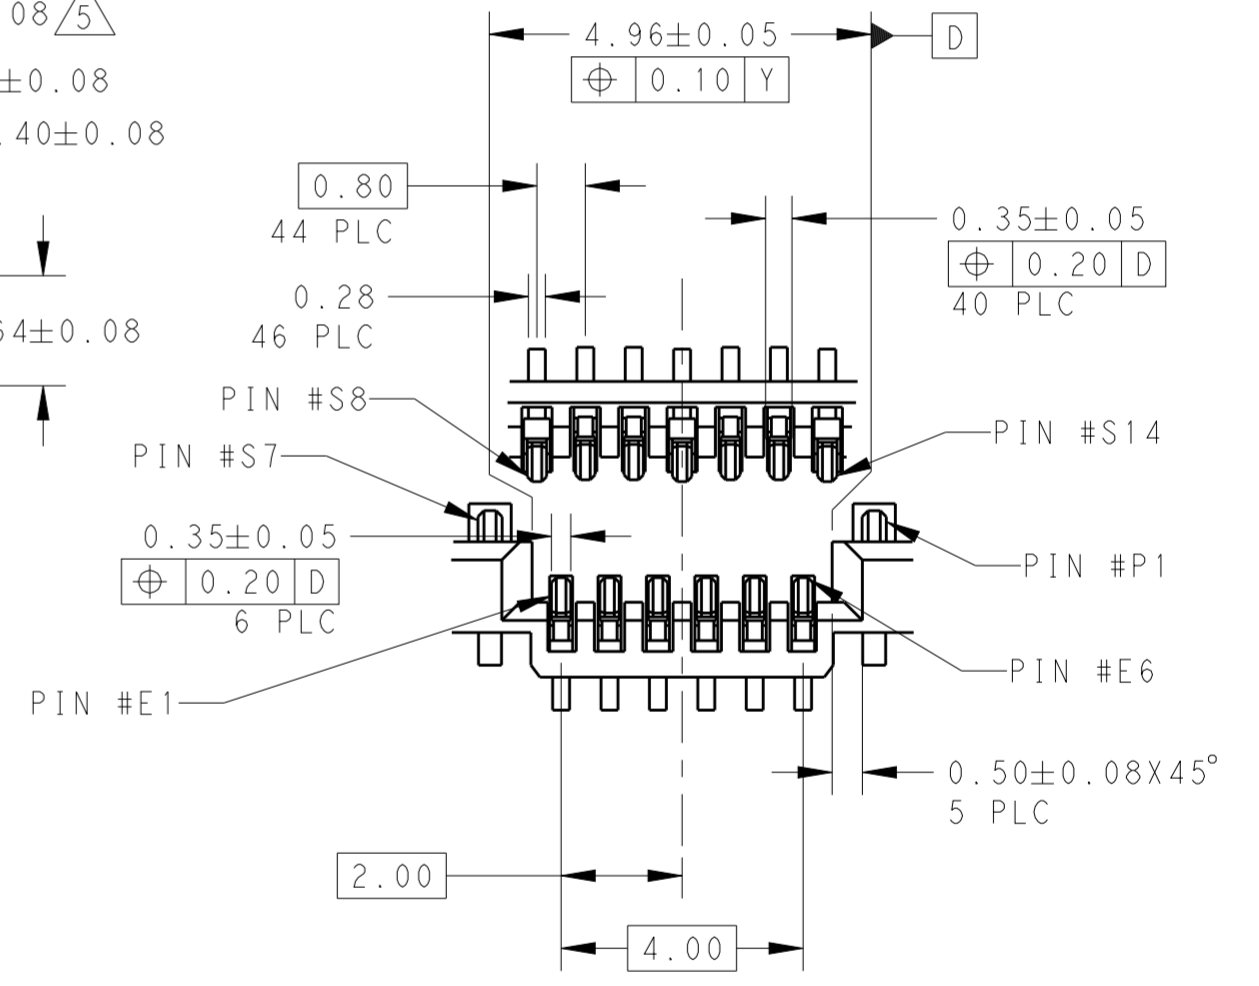 08 5
±0.08
.40±0.08
64±0.08
4.96±0.05
⌖ 0.10 Y
D
0.80
44 PLC
0.28
46 PLC
0.35±0.05
⌖ 0.20 D
40 PLC
PIN #S8
PIN #S7
PIN #S14
0.35±0.05
⌖ 0.20 D
6 PLC
PIN #P1
PIN #E1
PIN #E6
0.50±0.08X45°
5 PLC
2.00
4.00